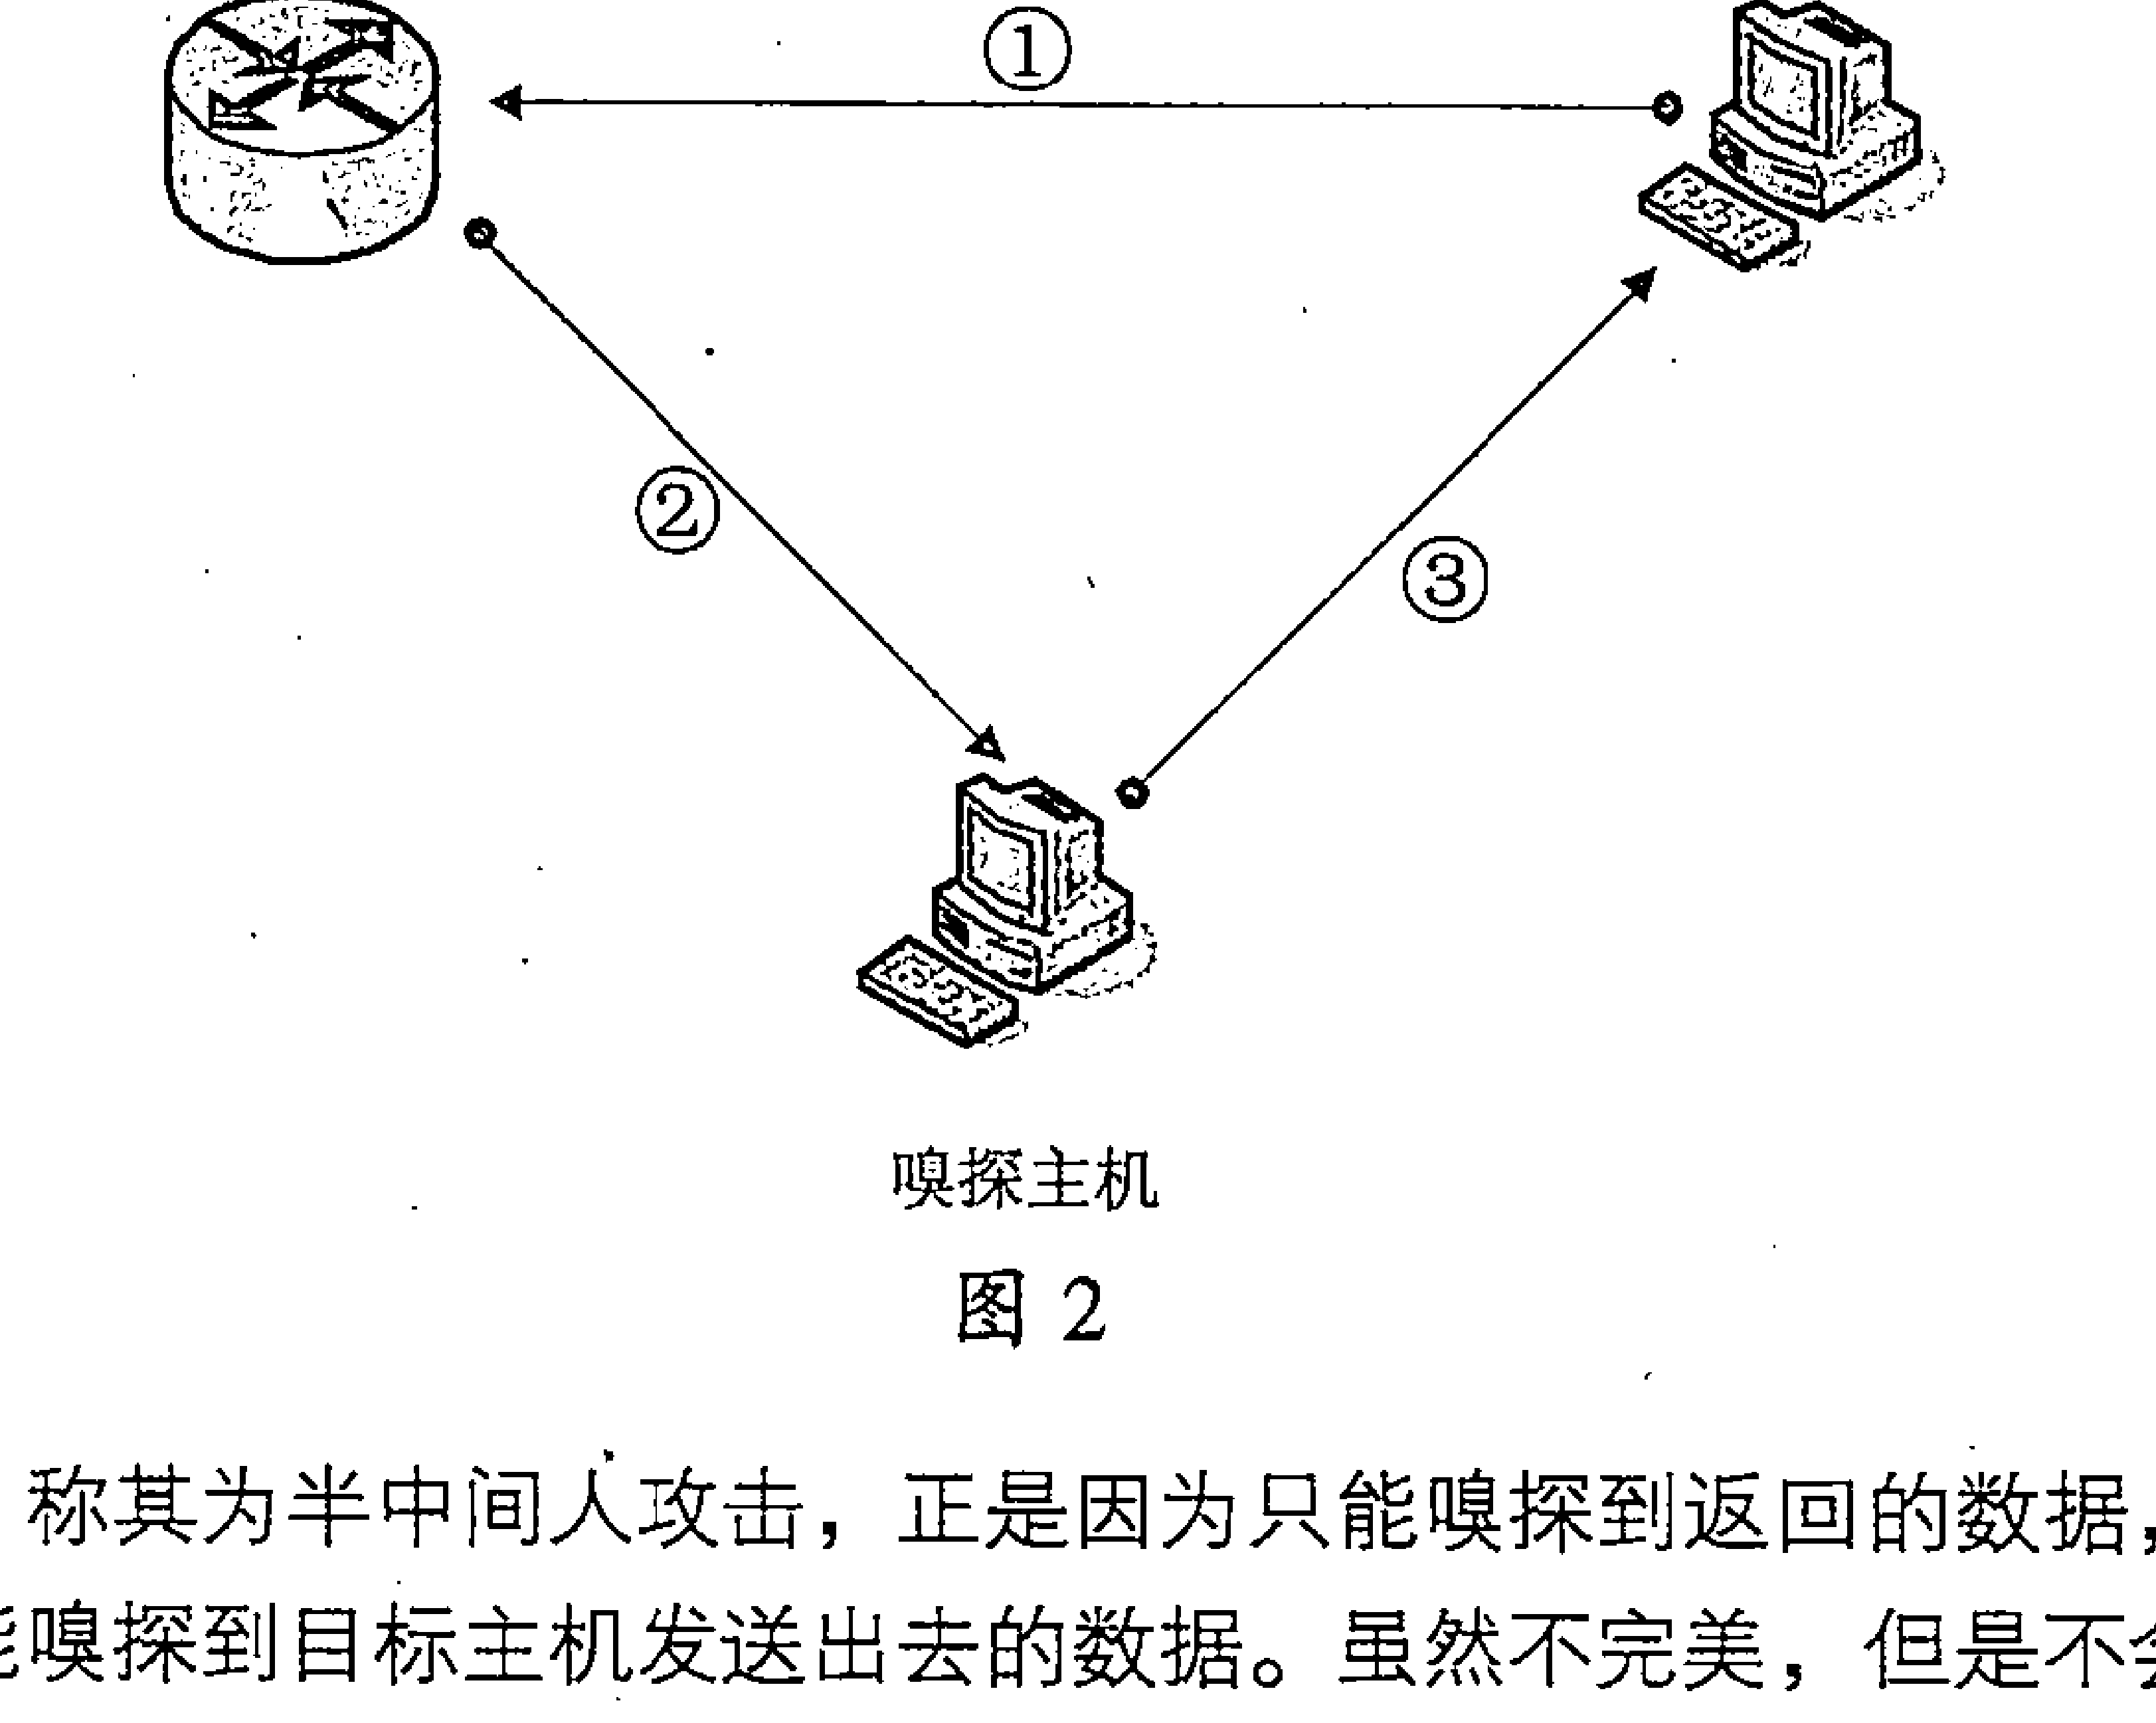 ①
②
③
嗅探主机
图 2
称其为半中间人攻击，正是因为只能嗅探到返回的数据，
能嗅探到目标主机发送出去的数据。虽然不完美，但是不会